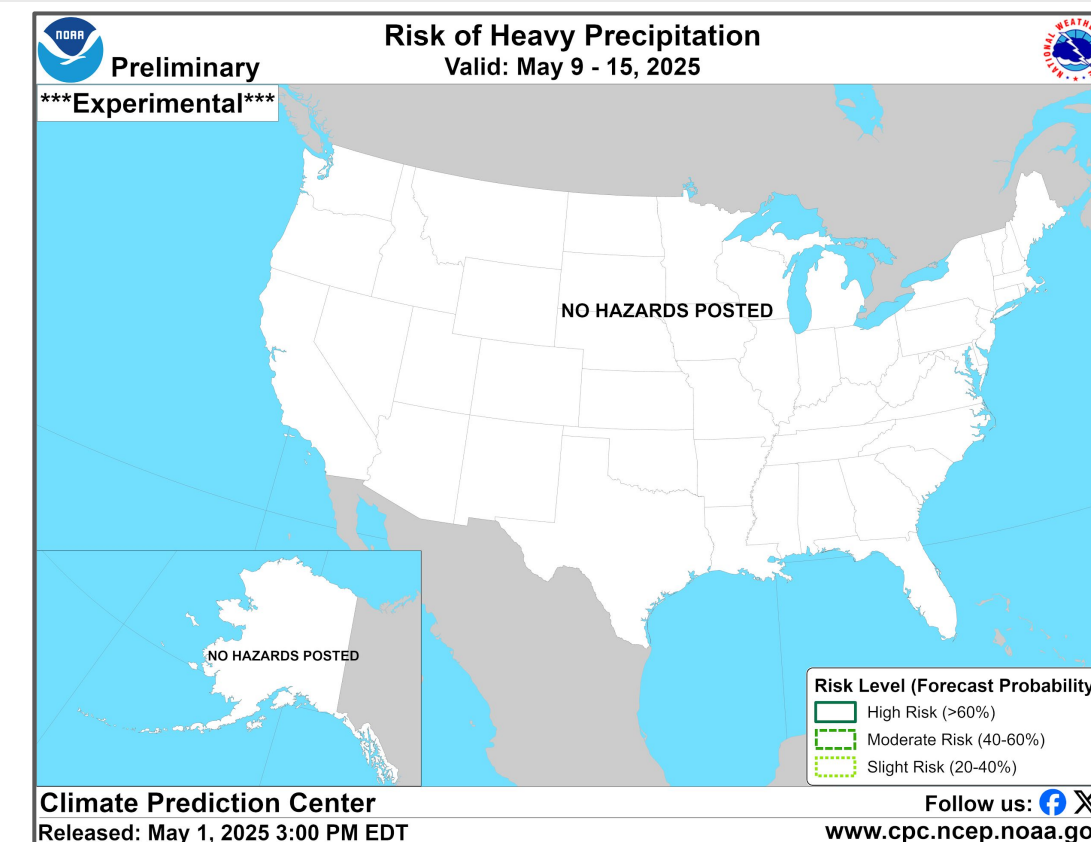 NOAA
Preliminary
Risk of Heavy Precipitation
Valid: May 9 - 15, 2025
NATIONAL WEATHE
***Experimental***
NO HAZARDS POSTED
NO HAZARDS POSTED
Risk Level (Forecast Probability
High Risk (>60%)
Moderate Risk (40-60%)
Slight Risk (20-40%)
Climate Prediction Center
Follow us:
Released: May 1, 2025 3:00 PM EDT
www.cpc.ncep.noaa.go